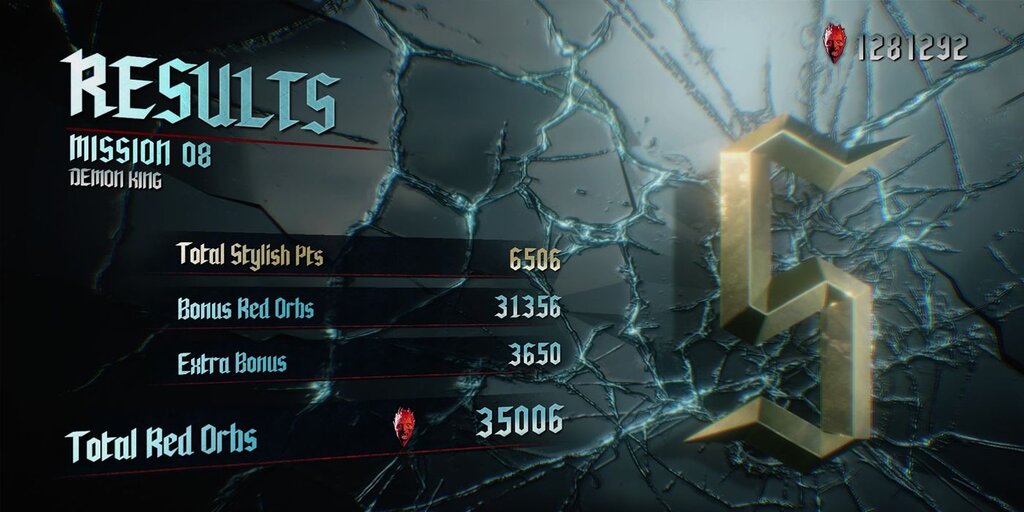 1281292
RESULTS
MISSION 08
DEMON KING
Total Stylish Pts 6506
Bonus Red Orbs 31356
Extra Bonus 3650
Total Red Orbs 35006
S